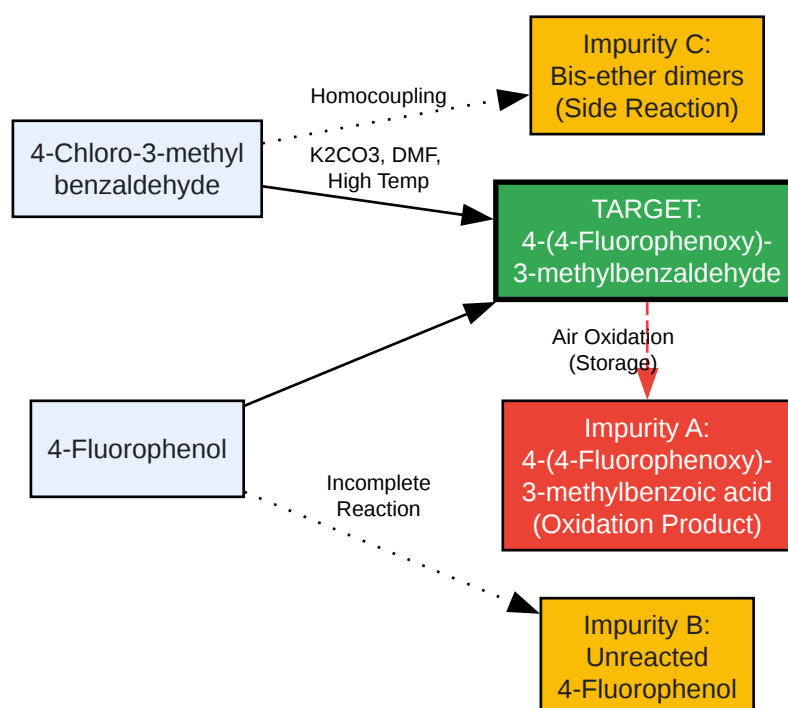 Impurity C:
Bis-ether dimers
(Side Reaction)
Homocoupling
4-Chloro-3-methyl
benzaldehyde
K2CO3, DMF,
High Temp
TARGET:
4-(4-Fluorophenoxy)-
3-methylbenzaldehyde
Air Oxidation
(Storage)
4-Fluorophenol
Impurity A:
4-(4-Fluorophenoxy)-
3-methylbenzoic acid
(Oxidation Product)
Incomplete
Reaction
Impurity B:
Unreacted
4-Fluorophenol